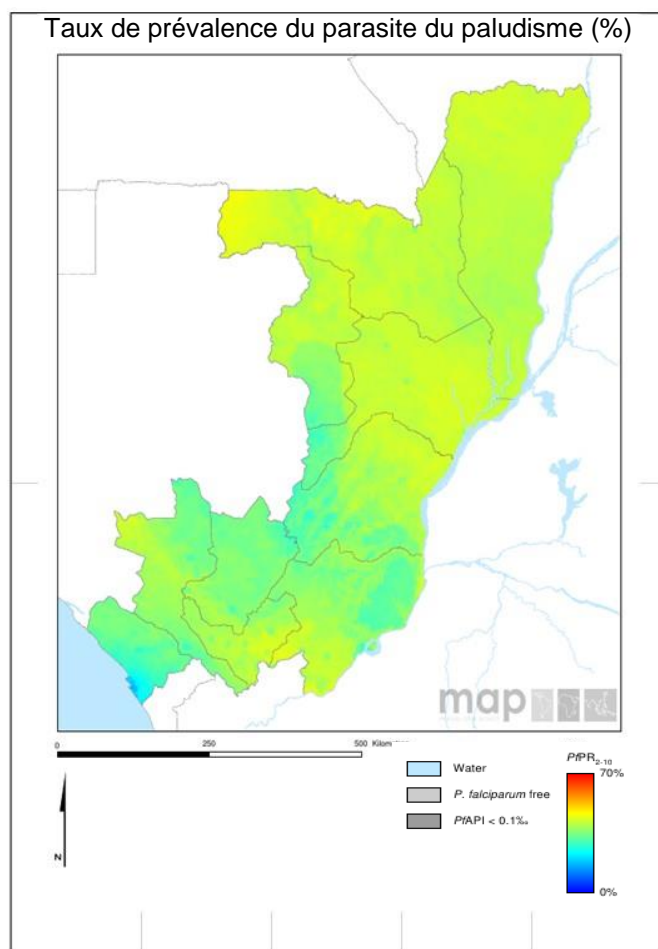 Taux de prévalence du parasite du paludisme (%)
map
0
250
500 Kilom
Water
P. falciparum free
PfAPI < 0.1‰
PfPR2-10
70%
0%
N